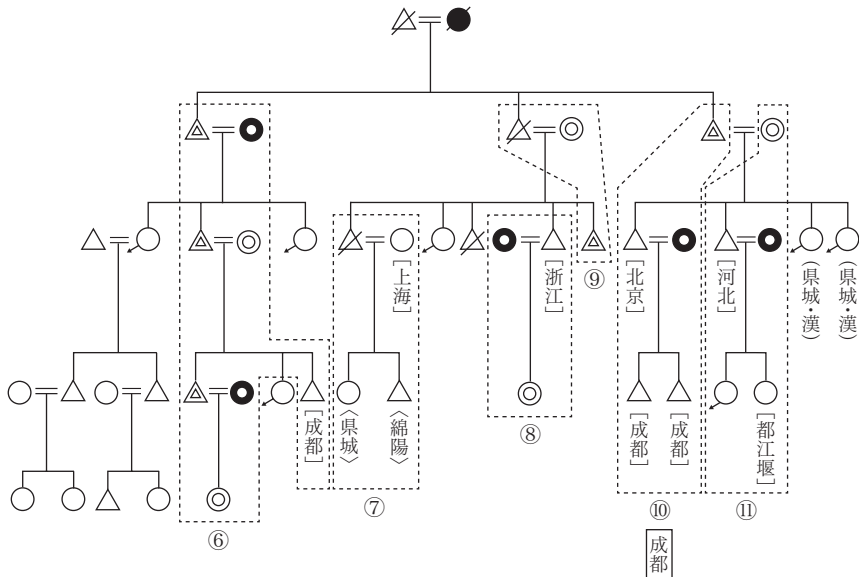 [上海]
[浙江]
⑨
[北京]
[河北]
(県城・漢)
(県城・漢)
[成都]
〈県城〉
〈綿陽〉
⑧
[成都]
[成都]
[都江堰]
⑥
⑦
⑩
⑪
成都